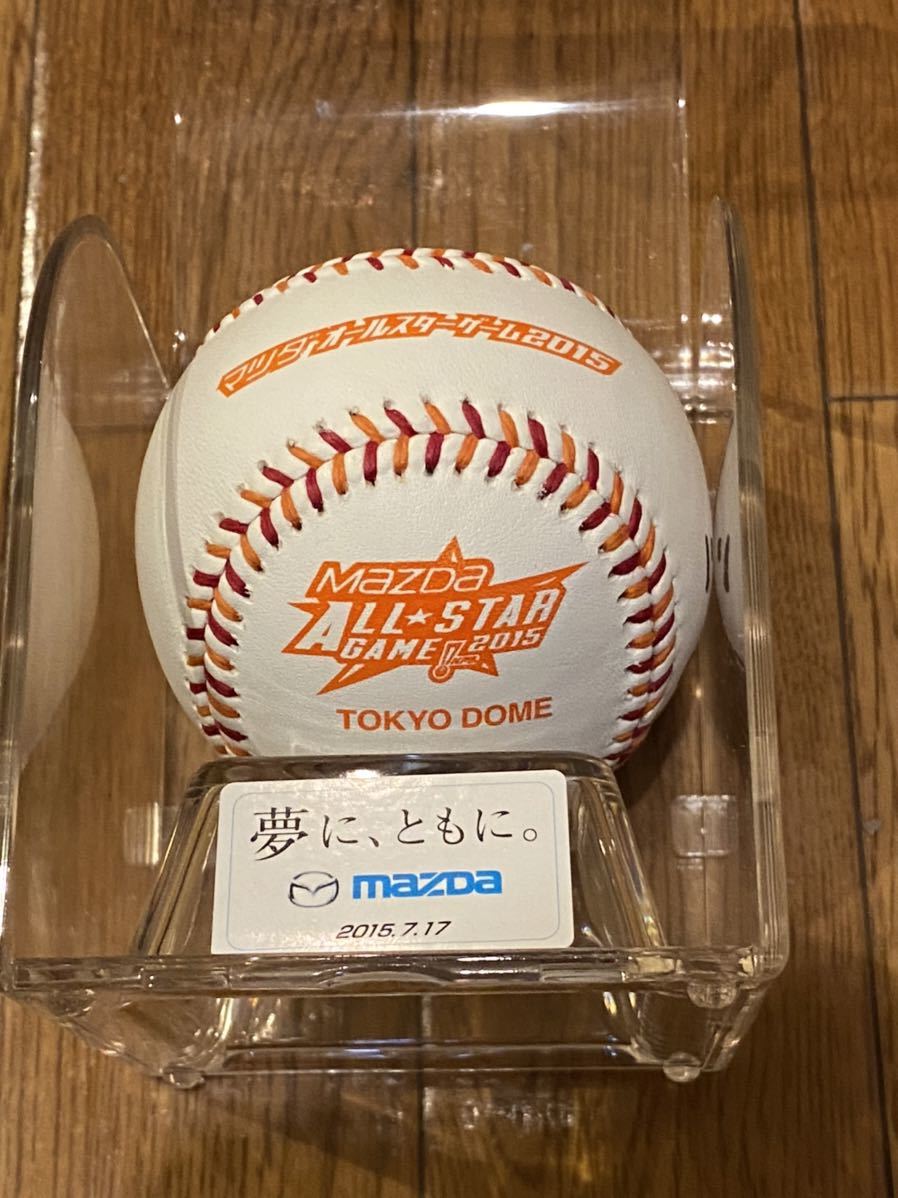 マツダオールスターゲーム2015
mazda
ALL★STAR
GAME 2015
TOKYO DOME
夢に、ともに。
mazda
2015.7.17